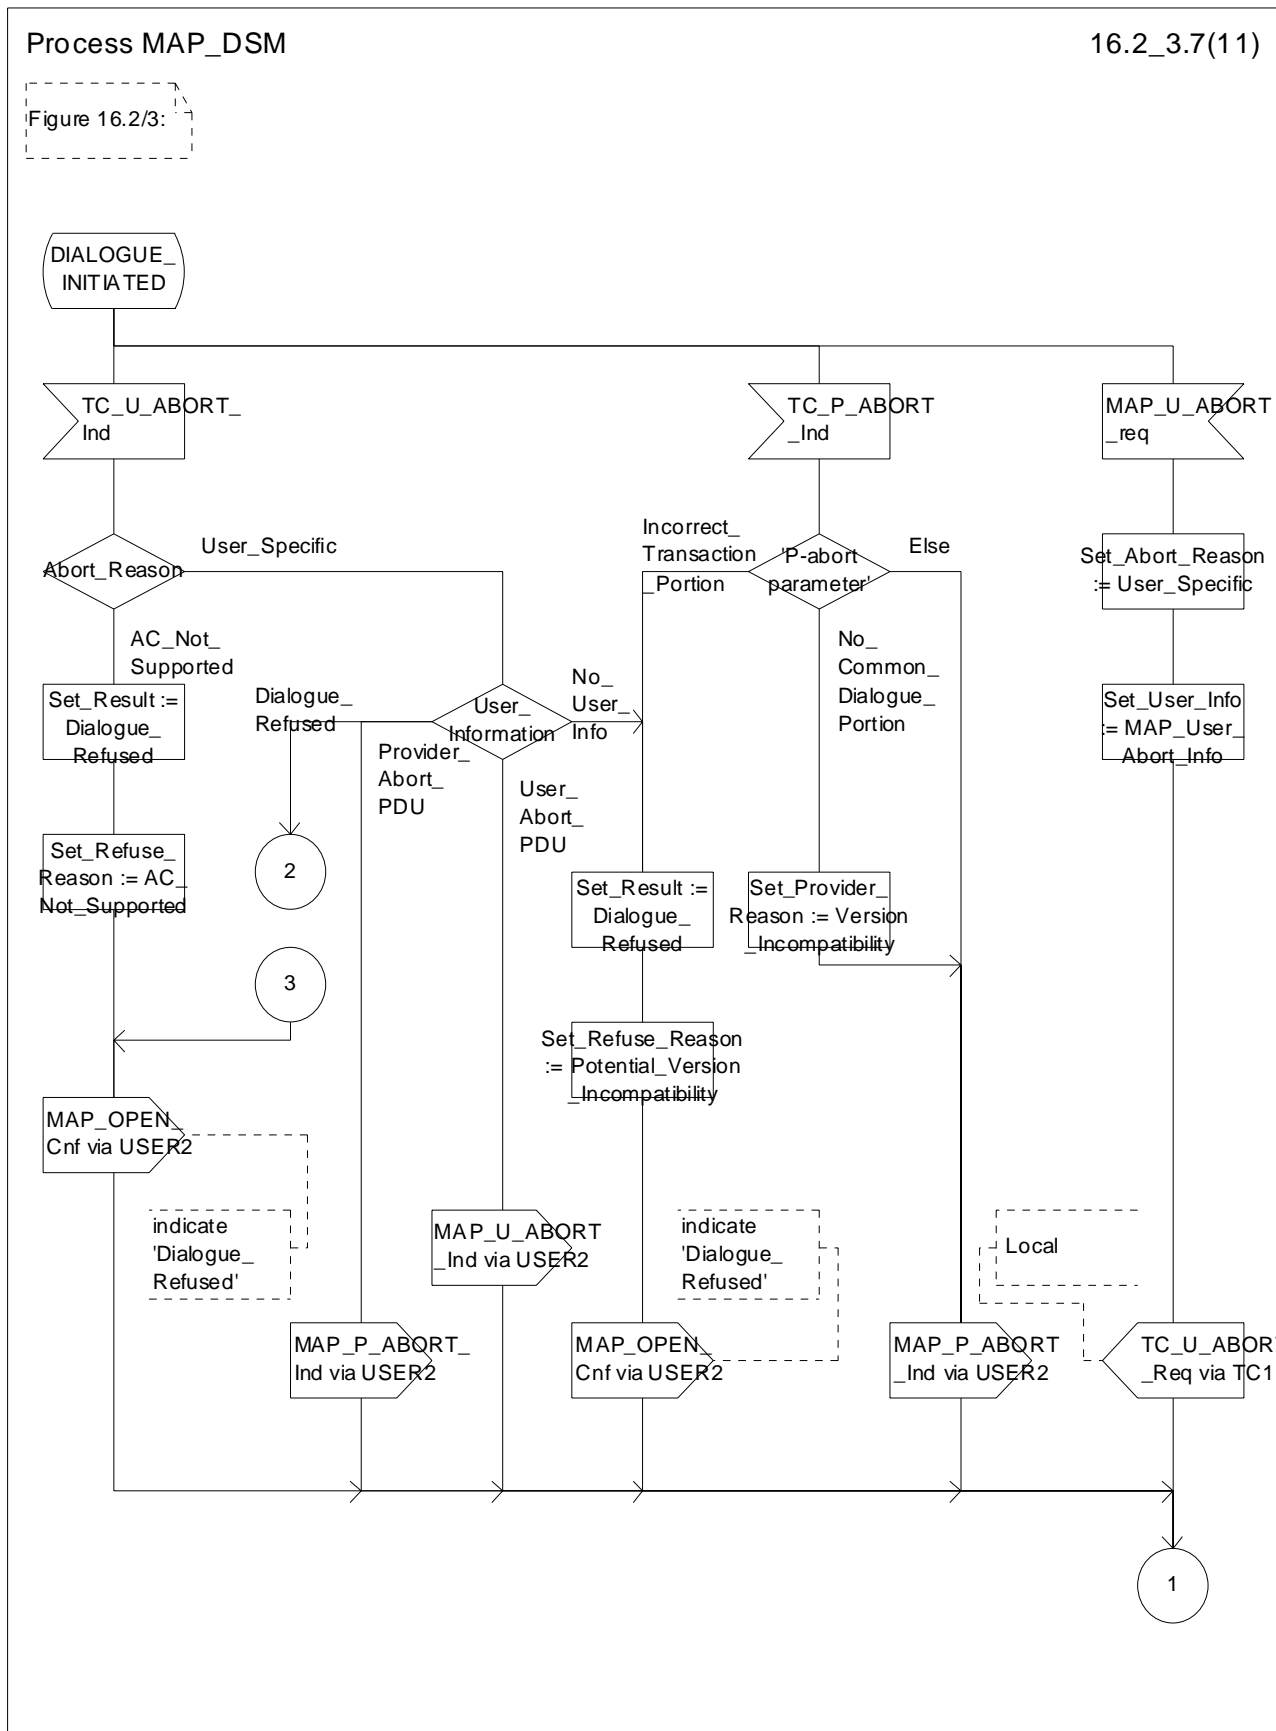 Process MAP_DSM
16.2_3.7(11)
Figure 16.2/3:
DIALOGUE_
INITIATED
TC_U_ABORT_
Ind
TC_P_ABORT
_Ind
MAP_U_ABORT
_req
Abort_Reason
User_Specific
Incorrect_
Transaction
_Portion
'P-abort
parameter'
Else
Set_Abort_Reason
:= User_Specific
AC_Not_
Supported
No_
Common_
Dialogue_
Portion
Set_Result :=
Dialogue_
Refused
Dialogue_
Refused
User_
Information
No_
User_
Info
Set_User_Info
:= MAP_User_
Abort_Info
Provider_
Abort_
PDU
User_
Abort_
PDU
Set_Refuse_
Reason := AC_
Not_Supported
2
Set_Result :=
Dialogue_
Refused
Set_Provider_
Reason := Version
_Incompatibility
3
Set_Refuse_Reason
:= Potential_Version
_Incompatibility
MAP_OPEN_
Cnf via USER2
indicate
'Dialogue_
Refused'
MAP_U_ABORT
_Ind via USER2
indicate
'Dialogue_
Refused'
Local
MAP_P_ABORT_
Ind via USER2
MAP_OPEN_
Cnf via USER2
MAP_P_ABORT
_Ind via USER2
TC_U_ABORT
_Req via TC1
1